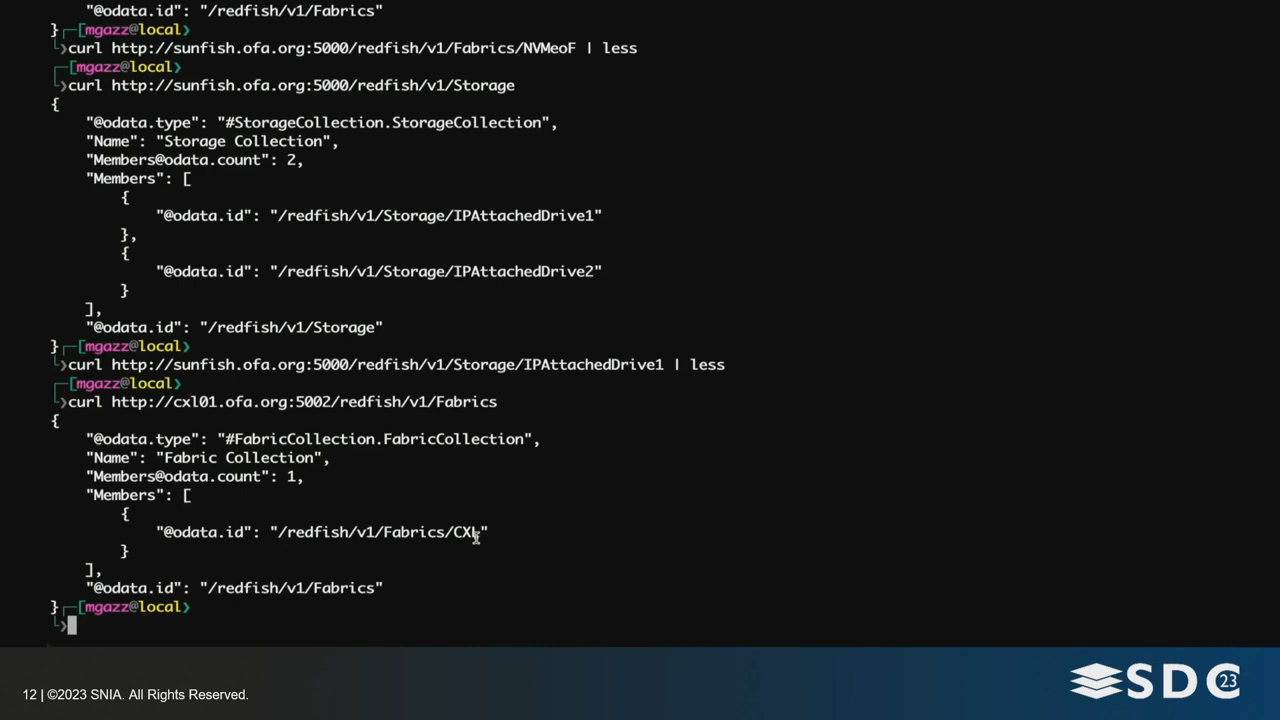 "@odata.id": "/redfish/v1/Fabrics"
}┌─[mgazz@local❯
└❯curl http://sunfish.ofa.org:5000/redfish/v1/Fabrics/NVMeoF | less
┌─[mgazz@local❯
└❯curl http://sunfish.ofa.org:5000/redfish/v1/Storage
{
    "@odata.type": "#StorageCollection.StorageCollection",
    "Name": "Storage Collection",
    "Members@odata.count": 2,
    "Members": [
        {
            "@odata.id": "/redfish/v1/Storage/IPAttachedDrive1"
        },
        {
            "@odata.id": "/redfish/v1/Storage/IPAttachedDrive2"
        }
    ],
    "@odata.id": "/redfish/v1/Storage"
}┌─[mgazz@local❯
└❯curl http://sunfish.ofa.org:5000/redfish/v1/Storage/IPAttachedDrive1 | less
┌─[mgazz@local❯
└❯curl http://cxl01.ofa.org:5002/redfish/v1/Fabrics
{
    "@odata.type": "#FabricCollection.FabricCollection",
    "Name": "Fabric Collection",
    "Members@odata.count": 1,
    "Members": [
        {
            "@odata.id": "/redfish/v1/Fabrics/CXL"
        }
    ],
    "@odata.id": "/redfish/v1/Fabrics"
}┌─[mgazz@local❯
└❯
12 | ©2023 SNIA. All Rights Reserved.
SDC 23